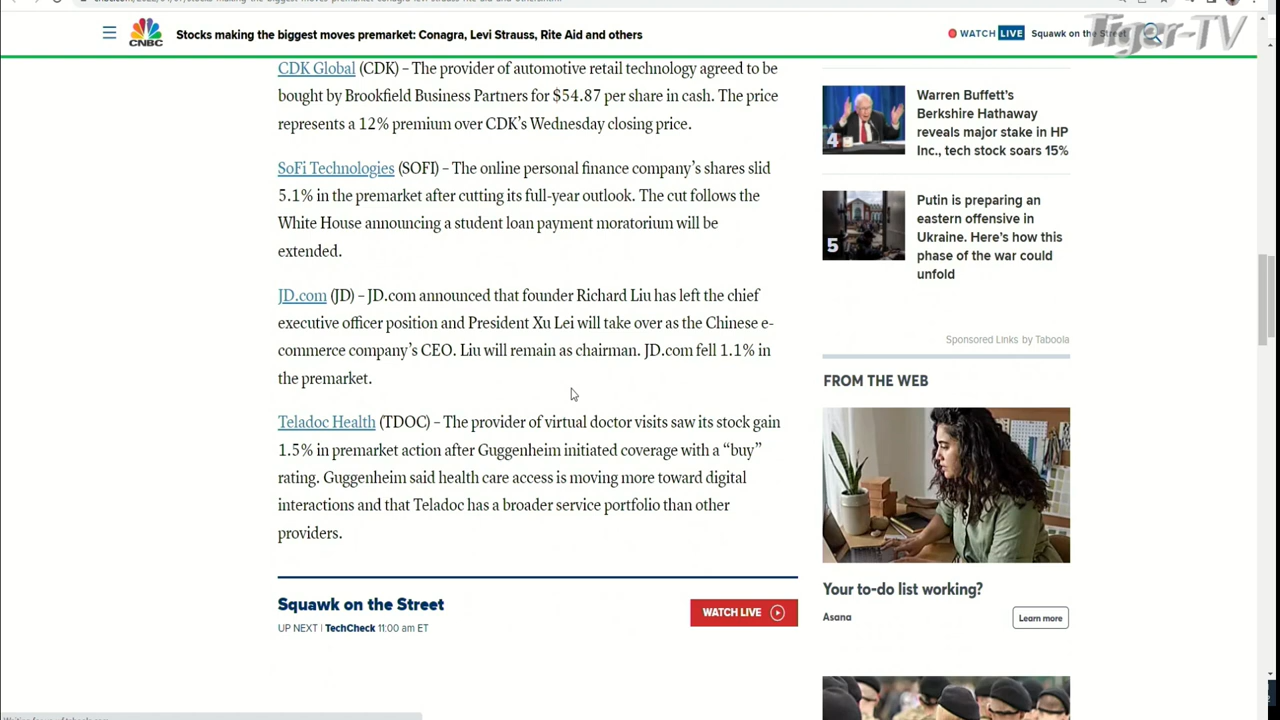 CNBC
Stocks making the biggest moves premarket: Conagra, Levi Strauss, Rite Aid and others
WATCH LIVE
Squawk on the Street
Tiger-TV
CDK Global (CDK) – The provider of automotive retail technology agreed to be
bought by Brookfield Business Partners for $54.87 per share in cash. The price
represents a 12% premium over CDK’s Wednesday closing price.
SoFi Technologies (SOFI) – The online personal finance company’s shares slid
5.1% in the premarket after cutting its full-year outlook. The cut follows the
White House announcing a student loan payment moratorium will be
extended.
JD.com (JD) – JD.com announced that founder Richard Liu has left the chief
executive officer position and President Xu Lei will take over as the Chinese e-
commerce company’s CEO. Liu will remain as chairman. JD.com fell 1.1% in
the premarket.
Teladoc Health (TDOC) – The provider of virtual doctor visits saw its stock gain
1.5% in premarket action after Guggenheim initiated coverage with a “buy”
rating. Guggenheim said health care access is moving more toward digital
interactions and that Teladoc has a broader service portfolio than other
providers.
Squawk on the Street
UP NEXT | TechCheck 11:00 am ET
WATCH LIVE
4
Warren Buffett’s
Berkshire Hathaway
reveals major stake in HP
Inc., tech stock soars 15%
5
Putin is preparing an
eastern offensive in
Ukraine. Here’s how this
phase of the war could
unfold
Sponsored Links by Taboola
FROM THE WEB
Your to-do list working?
Asana
Learn more